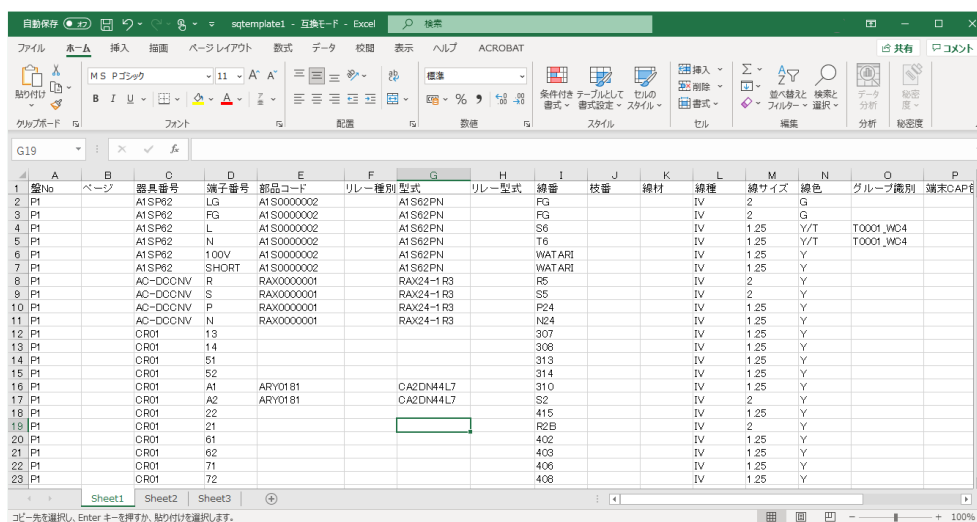 自動保存 オフ sqtemplate1 - 互換モード - Excel 検索
ファイル ホーム 挿入 描画 ページ レイアウト 数式 データ 校閲 表示 ヘルプ ACROBAT 共有 コメント
貼り付け ＭＳ Ｐゴシック 11 標準 条件付き書式 テーブルとして書式設定 セルのスタイル 挿入 削除 書式 並べ替えとフィルター 検索と選択 データ分析 秘密度
B I U A 亜 %
クリップボード フォント 配置 数値 スタイル セル 編集 分析 秘密度
G19 fx
A B C D E F G H I J K L M N O P
1 盤No ページ 器具番号 端子番号 部品コード リレー種別 型式 リレー型式 線番 枝番 線材 線種 線サイズ 線色 グループ識別 端末CAP色
2 P1 A1SP62 LG A1S0000002 A1S62PN FG IV 2 G
3 P1 A1SP62 FG A1S0000002 A1S62PN FG IV 2 G
4 P1 A1SP62 L A1S0000002 A1S62PN S6 IV 1.25 Y/T T0001_WC4
5 P1 A1SP62 N A1S0000002 A1S62PN T6 IV 1.25 Y/T T0001_WC4
6 P1 A1SP62 100V A1S0000002 A1S62PN WATARI IV 1.25 Y
7 P1 A1SP62 SHORT A1S0000002 A1S62PN WATARI IV 1.25 Y
8 P1 AC-DCCNV R RAX0000001 RAX24-1R3 R5 IV 2 Y
9 P1 AC-DCCNV S RAX0000001 RAX24-1R3 S5 IV 2 Y
10 P1 AC-DCCNV P RAX0000001 RAX24-1R3 P24 IV 1.25 Y
11 P1 AC-DCCNV N RAX0000001 RAX24-1R3 N24 IV 1.25 Y
12 P1 CR01 13 307 IV 1.25 Y
13 P1 CR01 14 308 IV 1.25 Y
14 P1 CR01 51 313 IV 1.25 Y
15 P1 CR01 52 314 IV 1.25 Y
16 P1 CR01 A1 ARY0181 CA2DN44L7 310 IV 1.25 Y
17 P1 CR01 A2 ARY0181 CA2DN44L7 S2 IV 2 Y
18 P1 CR01 22 415 IV 1.25 Y
19 P1 CR01 21 R2B IV 2 Y
20 P1 CR01 61 402 IV 1.25 Y
21 P1 CR01 62 403 IV 1.25 Y
22 P1 CR01 71 406 IV 1.25 Y
23 P1 CR01 72 408 IV 1.25 Y
Sheet1 Sheet2 Sheet3
コピー先を選択し、Enter キーを押すか、貼り付けを選択します。 100%